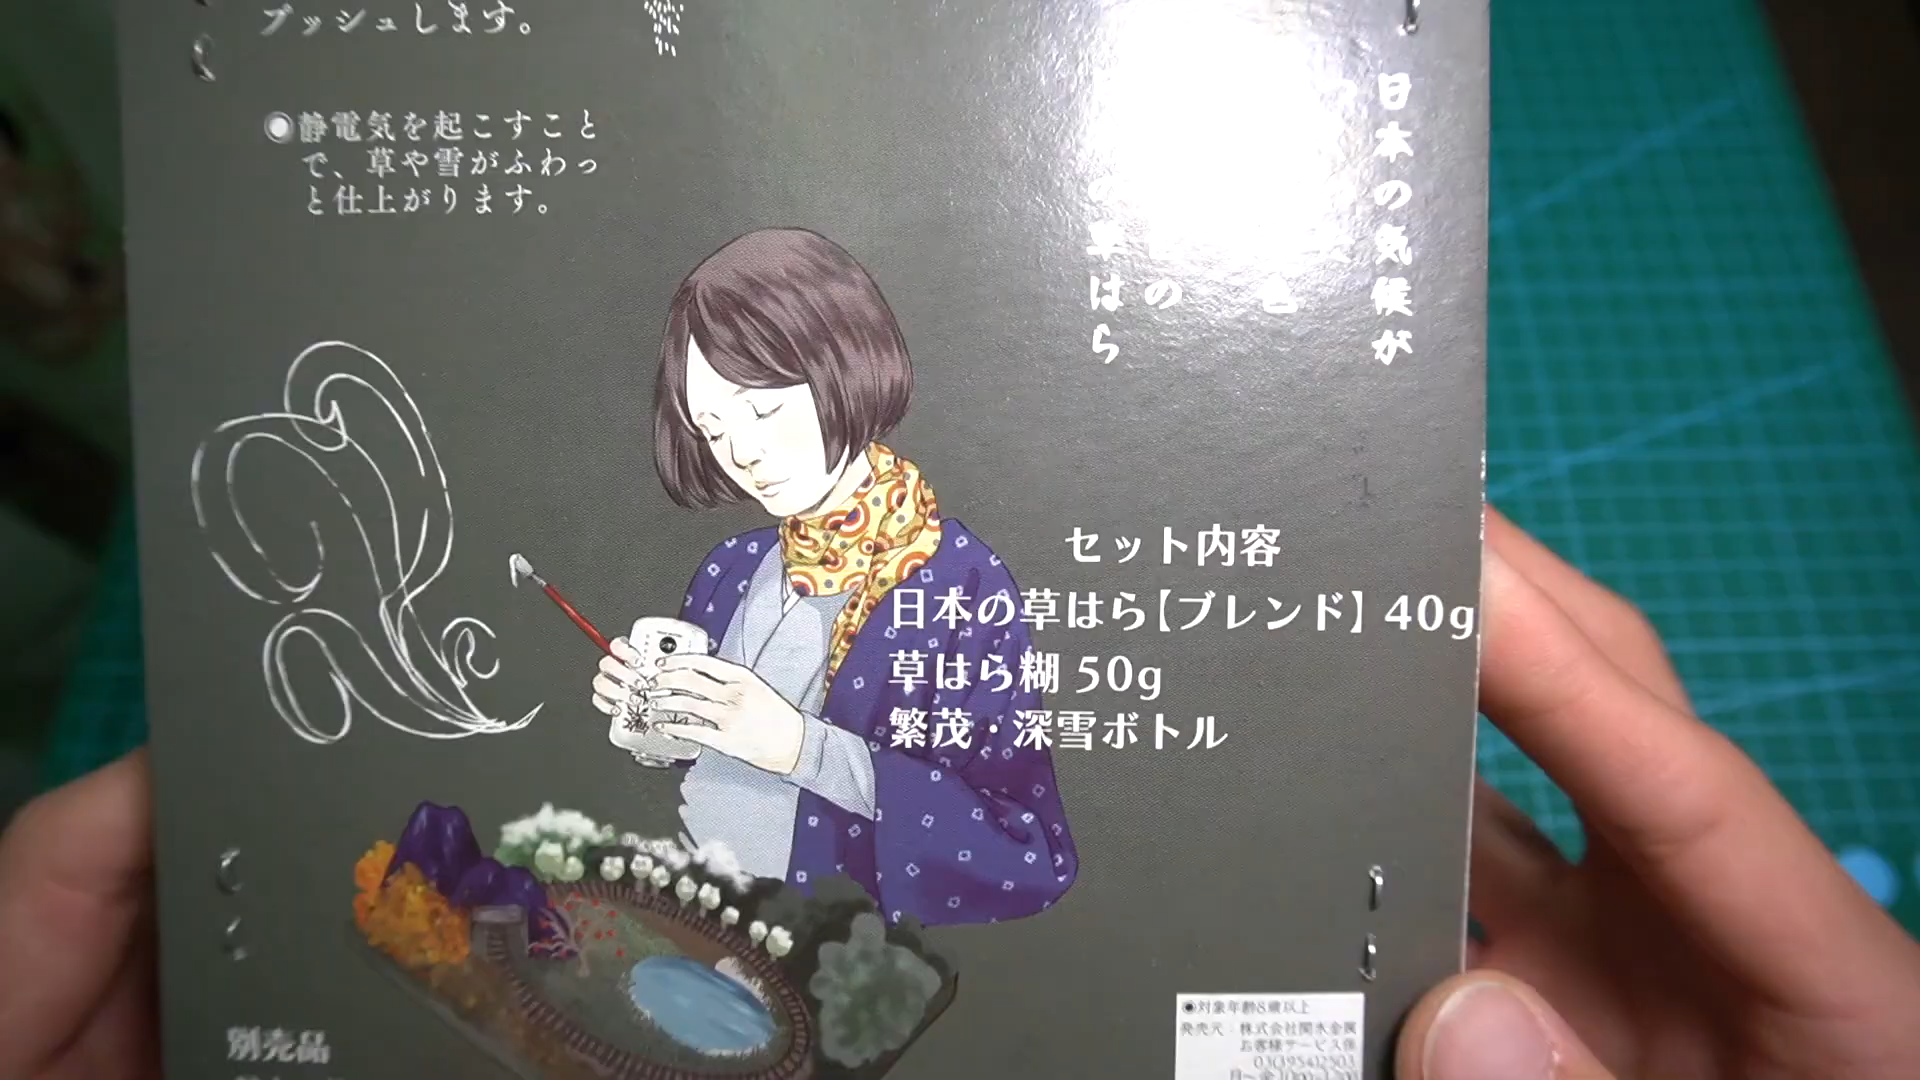 プッシュします。
◉静電気を起こすこと
で、草や雪がふわっ
と仕上がります。
日本の気候が
色
の
の草はら
セット内容
日本の草はら【ブレンド】 40g
草はら糊 50g
繁茂・深雪ボトル
別売品
◉対象年齢8歳以上
発売元：株式会社関水金属
お客様サービス係
03(3954)2503